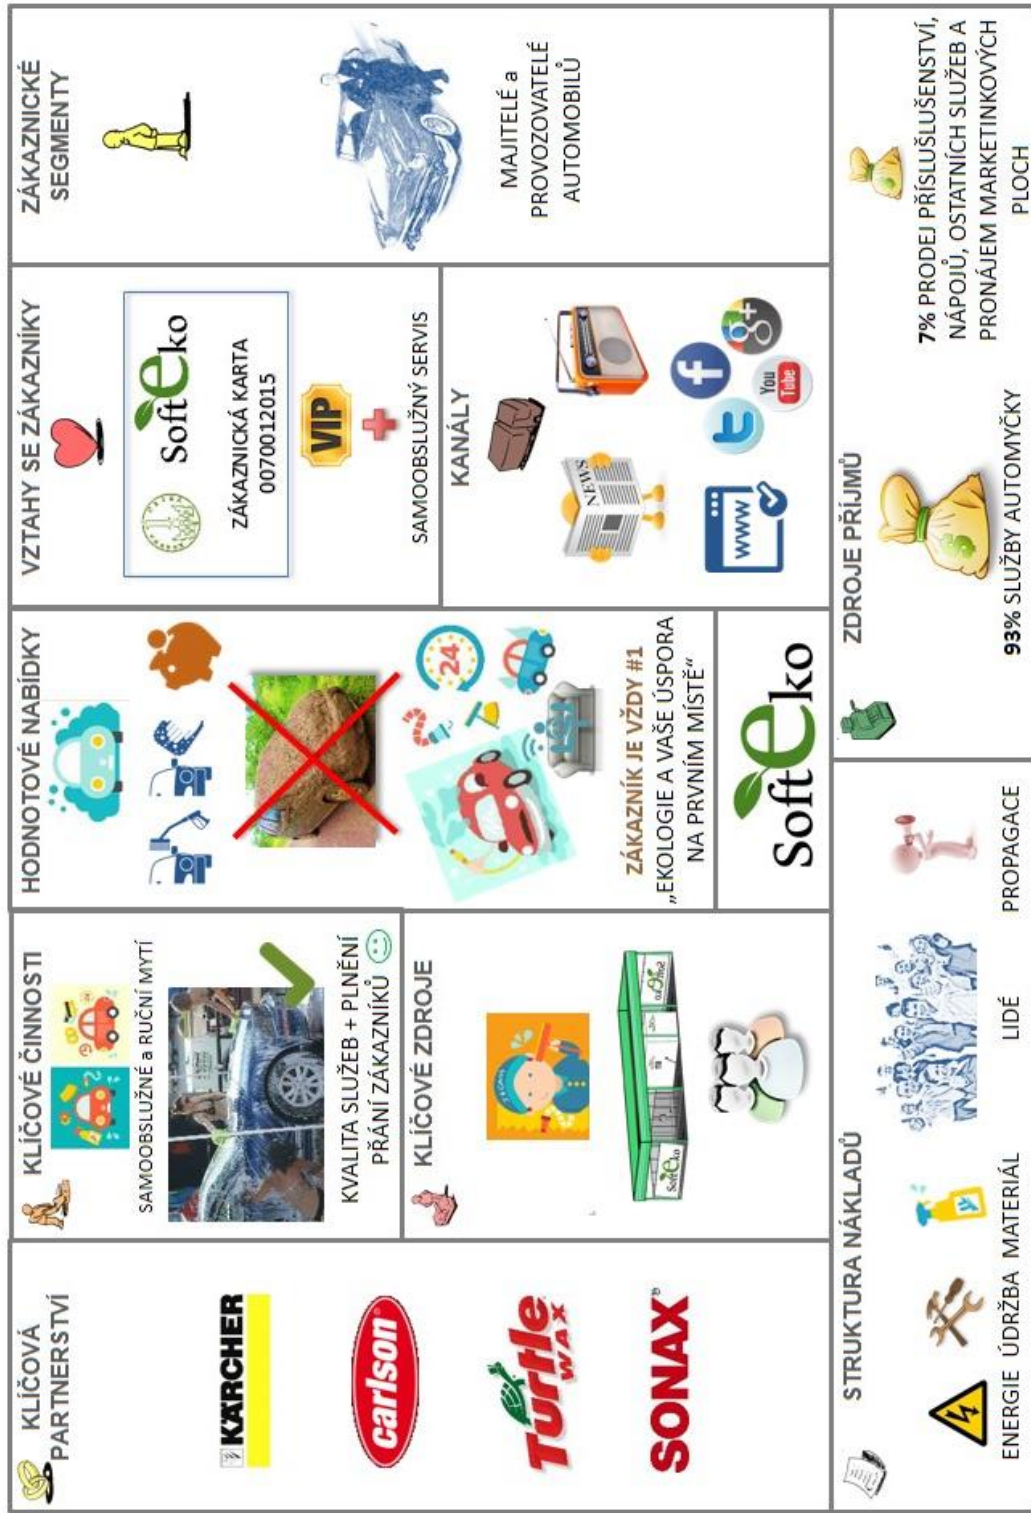 KLÍČOVÁ
PARTNERSTVÍ
KÄRCHER
Carlson
Turtle
WAX
SONAX
KLÍČOVÉ ČINNOSTI
SAMOOBSLUŽNÉ a RUČNÍ MYTÍ
KVALITA SLUŽEB + PLNĚNÍ
PŘÁNÍ ZÁKAZNÍKŮ
KLÍČOVÉ ZDROJE
Softeko
Softeko
HODNOTOVÉ NABÍDKY
24
ZÁKAZNÍK JE VŽDY #1
„EKOLOGIE A VAŠE ÚSPORA
NA PRVNÍM MÍSTĚ“
Softeko
VZTAHY SE ZÁKAZNÍKY
Softeko
ZÁKAZNICKÁ KARTA
0070012015
VIP
SAMOOBSLUŽNÝ SERVIS
KANÁLY
NEWS
www
f
t
g+
You
Tube
ZÁKAZNICKÉ
SEGMENTY
MAJITELÉ a
PROVOZOVATELÉ
AUTOMOBILŮ
STRUKTURA NÁKLADŮ
ENERGIE ÚDRŽBA MATERIÁL LIDÉ PROPAGACE
ZDROJE PŘÍJMŮ
$
93% SLUŽBY AUTOMYČKY
7% PRODEJ PŘÍSLUŠLUŠENSTVÍ,
NÁPOJŮ, OSTATNÍCH SLUŽEB A
PRONÁJEM MARKETINKOVÝCH
PLOCH